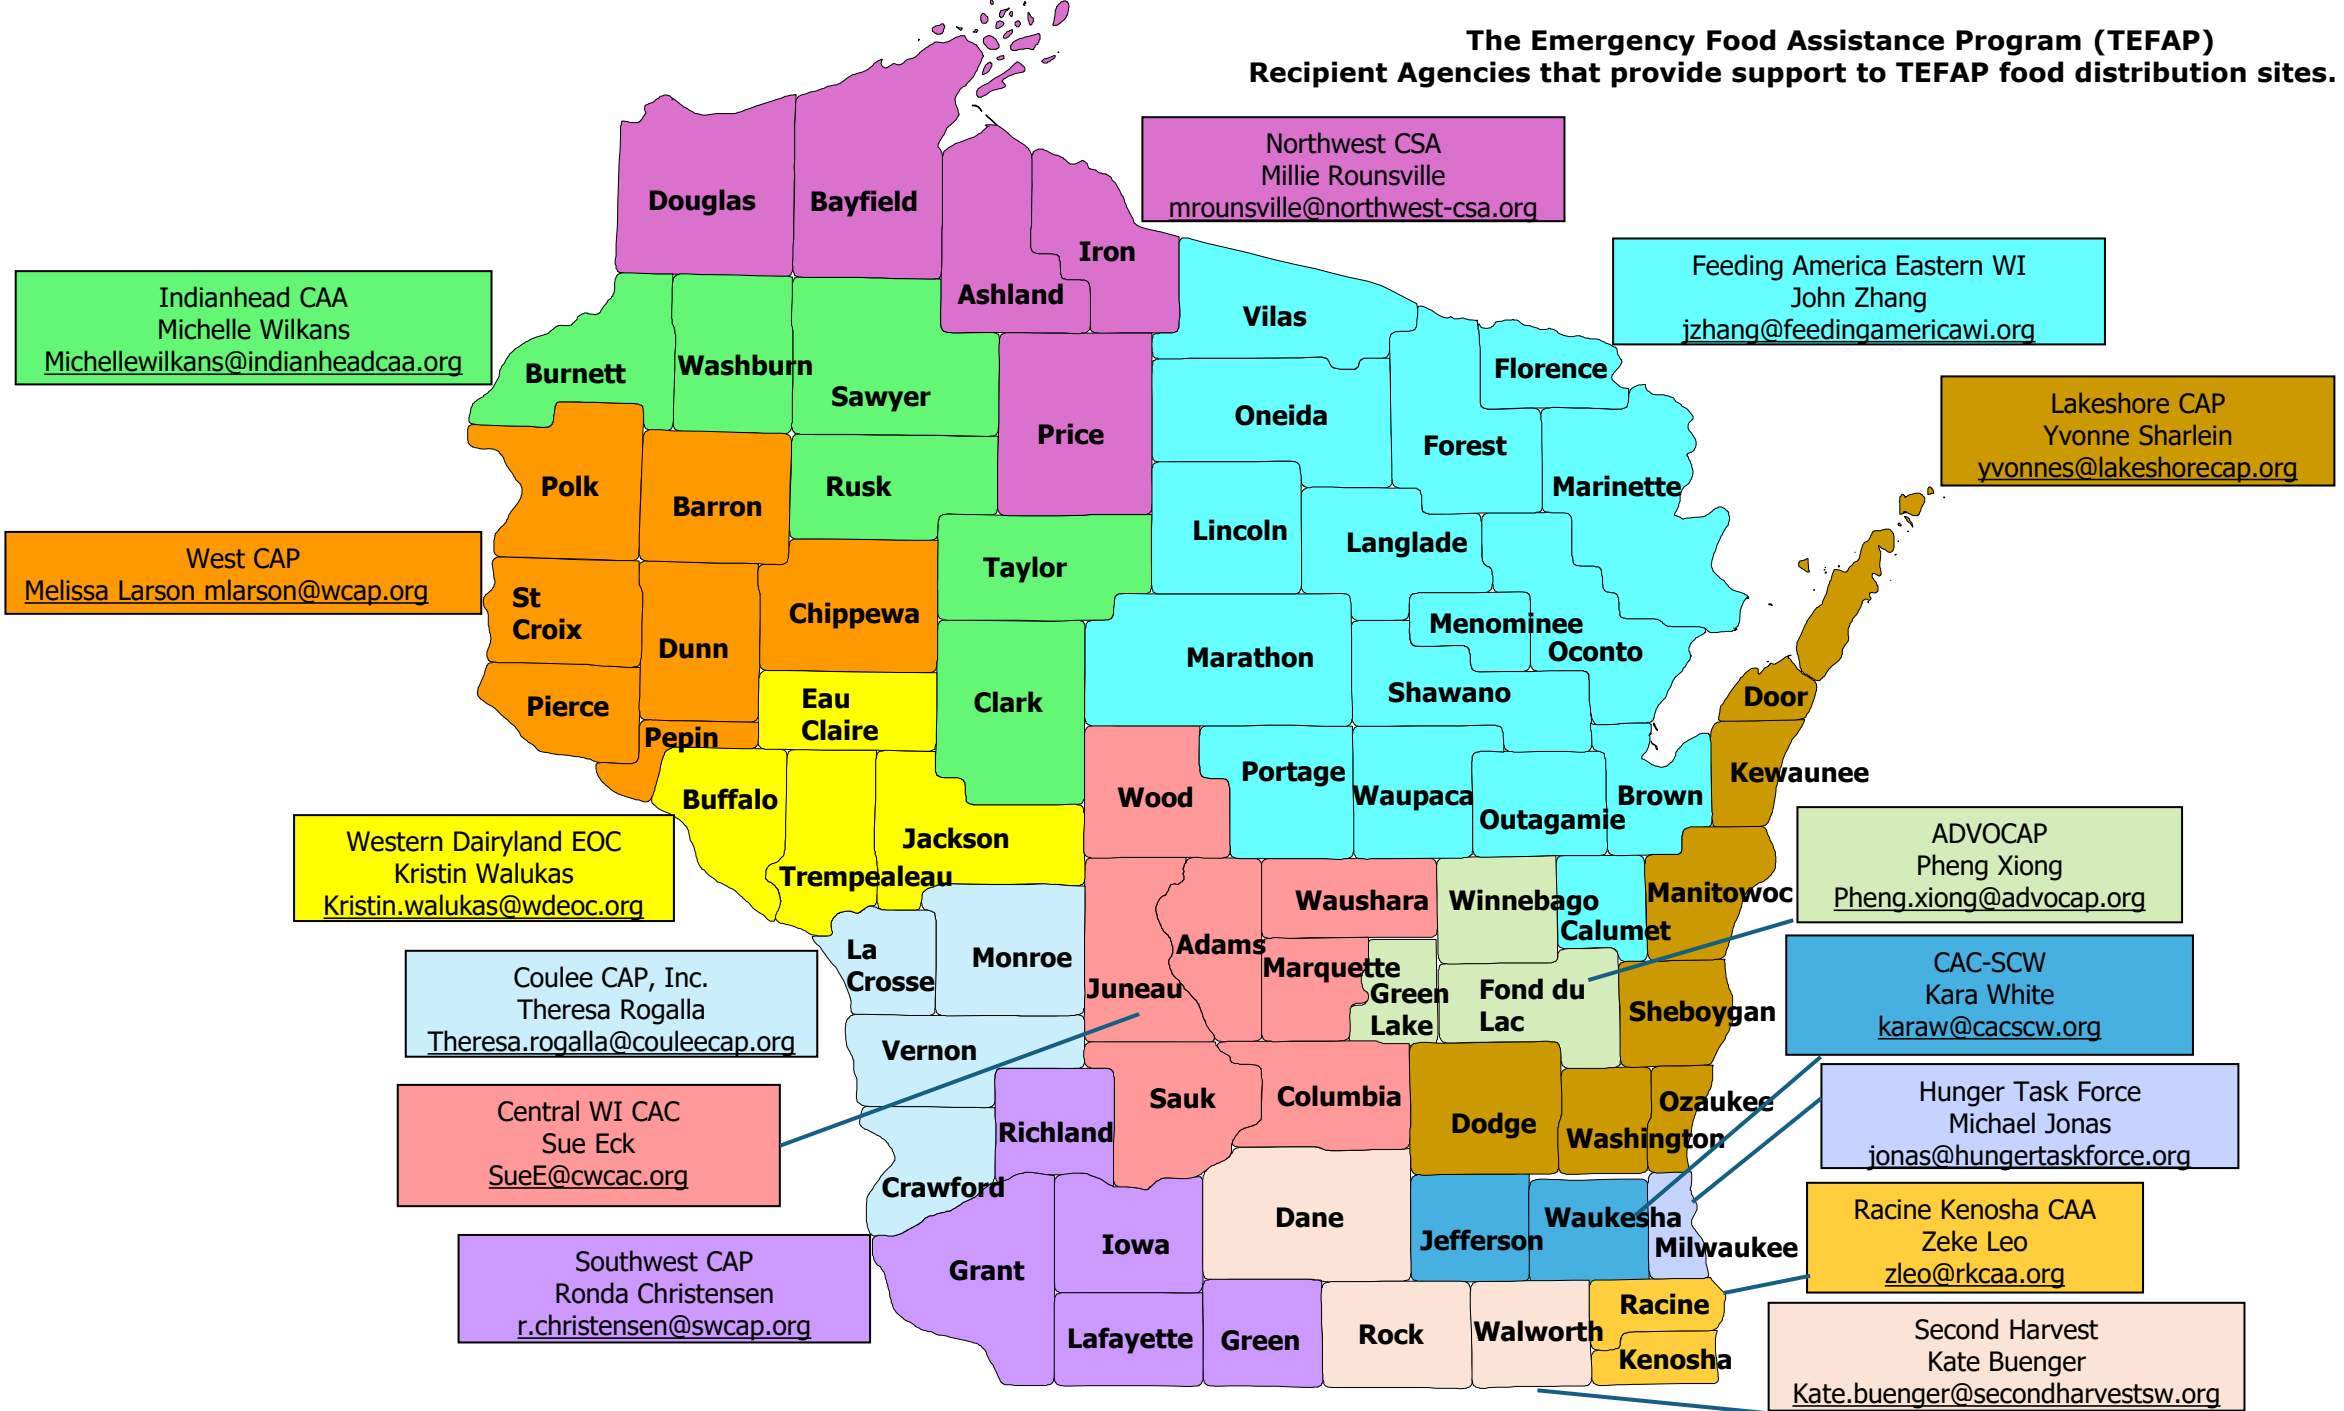 The Emergency Food Assistance Program (TEFAP)
Recipient Agencies that provide support to TEFAP food distribution sites.
Northwest CSA
Millie Rounsville
mrounsville@northwest-csa.org
Feeding America Eastern WI
John Zhang
jzhang@feedingamericawi.org
Indianhead CAA
Michelle Wilkans
Michellewilkans@indianheadcaa.org
Lakeshore CAP
Yvonne Sharlein
yvonnes@lakeshorecap.org
West CAP
Melissa Larson mlarson@wcap.org
Western Dairyland EOC
Kristin Walukas
Kristin.walukas@wdeoc.org
ADVOCAP
Pheng Xiong
Pheng.xiong@advocap.org
Coulee CAP, Inc.
Theresa Rogalla
Theresa.rogalla@couleecap.org
CAC-SCW
Kara White
karaw@cacscw.org
Central WI CAC
Sue Eck
SueE@cwcac.org
Hunger Task Force
Michael Jonas
jonas@hungertaskforce.org
Southwest CAP
Ronda Christensen
r.christensen@swcap.org
Racine Kenosha CAA
Zeke Leo
zleo@rkcaa.org
Second Harvest
Kate Buenger
Kate.buenger@secondharvestsw.org
Douglas
Bayfield
Iron
Ashland
Vilas
Burnett
Washburn
Sawyer
Florence
Oneida
Price
Forest
Polk
Barron
Rusk
Marinette
Lincoln
Langlade
Taylor
St
Croix
Dunn
Chippewa
Menominee
Oconto
Marathon
Shawano
Pierce
Pepin
Eau
Claire
Clark
Door
Buffalo
Wood
Portage
Waupaca
Outagamie
Brown
Kewaunee
Trempealeau
Jackson
Waushara
Winnebago
Calumet
Manitowoc
La
Crosse
Monroe
Juneau
Adams
Marquette
Green
Lake
Fond du
Lac
Sheboygan
Vernon
Richland
Sauk
Columbia
Dodge
Washington
Ozaukee
Crawford
Grant
Iowa
Dane
Jefferson
Waukesha
Milwaukee
Lafayette
Green
Rock
Walworth
Racine
Kenosha